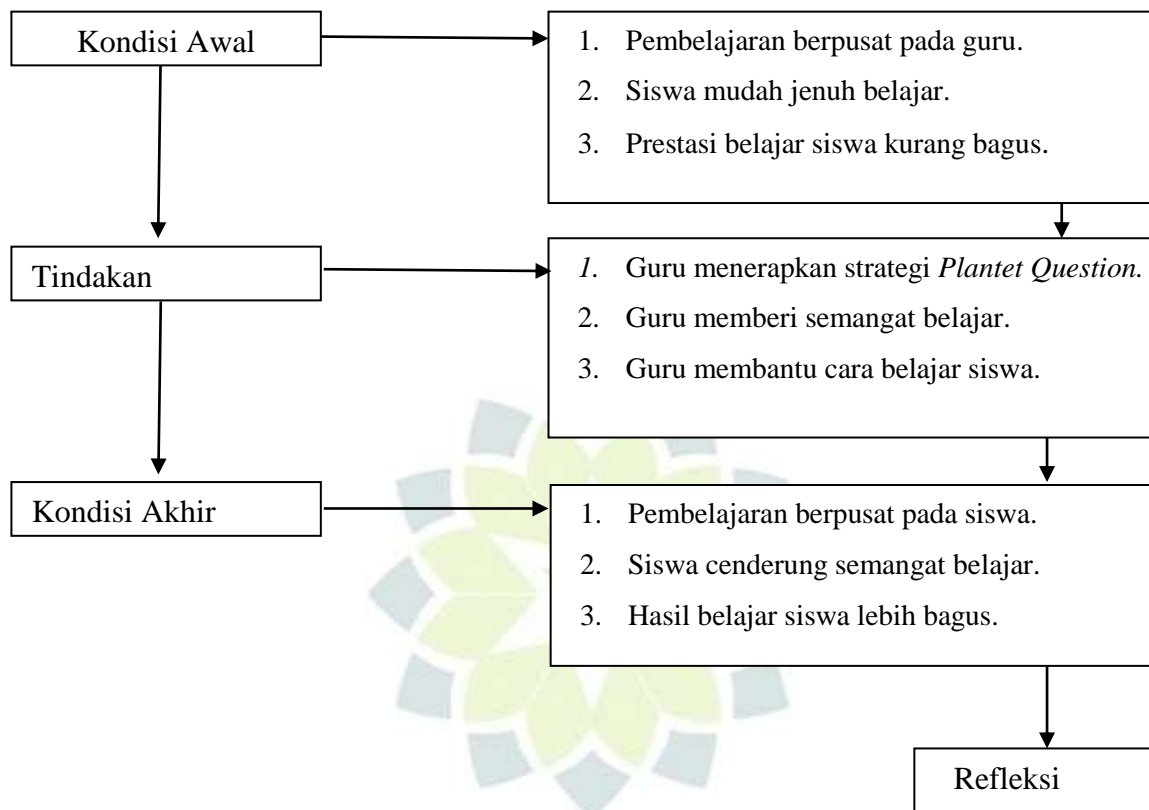 Kondisi Awal
1. Pembelajaran berpusat pada guru.
2. Siswa mudah jenuh belajar.
3. Prestasi belajar siswa kurang bagus.
Tindakan
1. Guru menerapkan strategi Plantet Question.
2. Guru memberi semangat belajar.
3. Guru membantu cara belajar siswa.
Kondisi Akhir
1. Pembelajaran berpusat pada siswa.
2. Siswa cenderung semangat belajar.
3. Hasil belajar siswa lebih bagus.
Refleksi